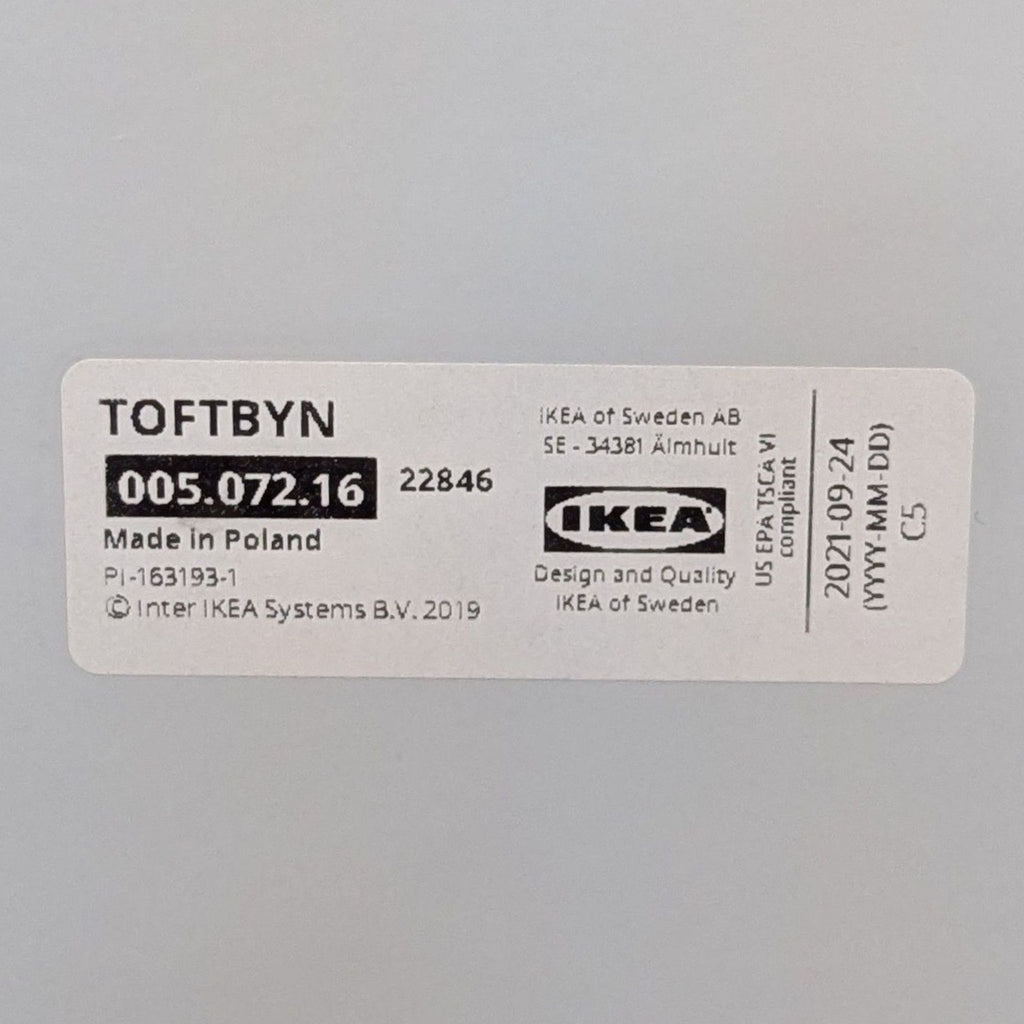 TOFTBYN
005.072.16 22846
Made in Poland
PI-163193-1
© Inter IKEA Systems B.V. 2019
IKEA of Sweden AB
SE - 34381 Älmhult
IKEA
Design and Quality
IKEA of Sweden
US EPA TSCA VI
compliant
2021-09-24
(YYYY-MM-DD)
C5